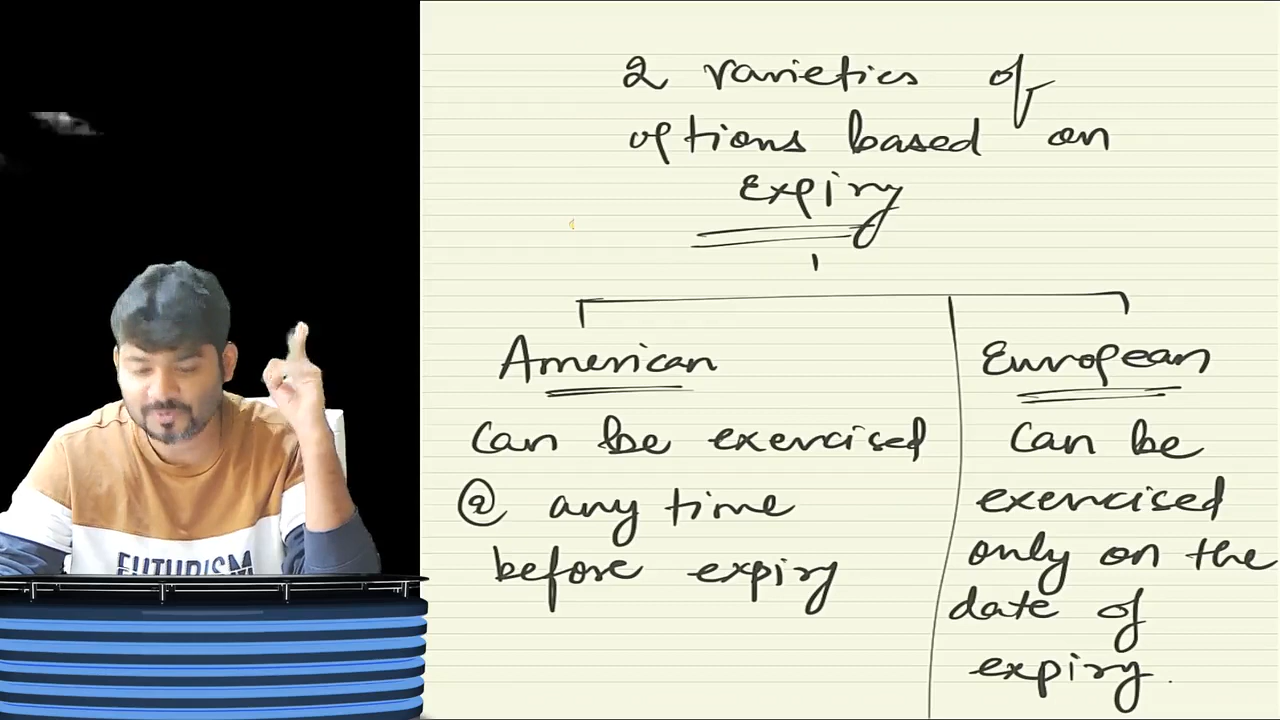 2 varieties of
options based on
Expiry
American
Can be exercised
@ any time
before expiry
European
Can be
exercised
only on the
date of
expiry.
FUTURISM